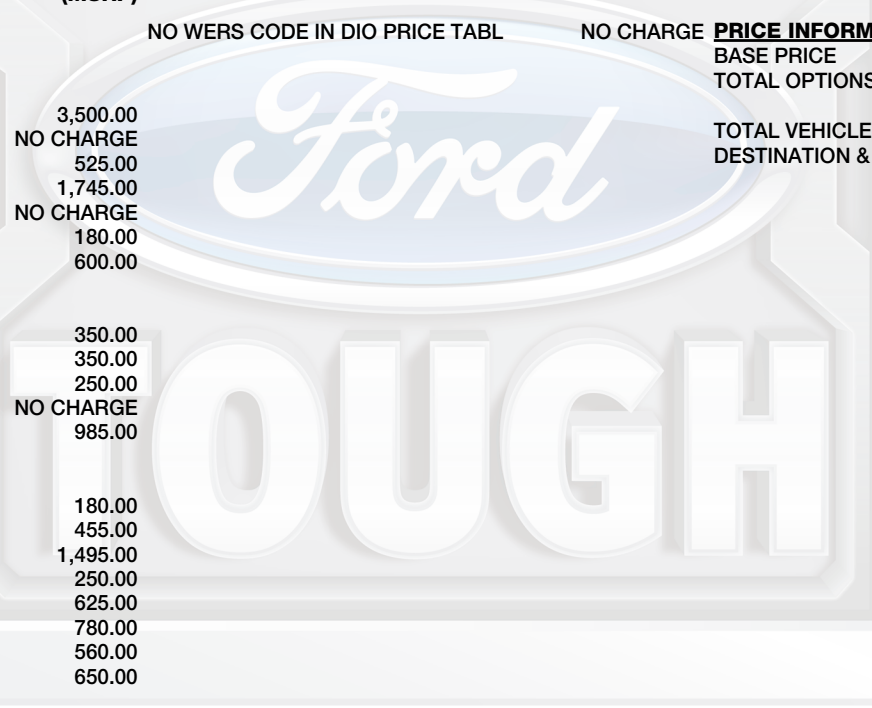 NO WERS CODE IN DIO PRICE TABL NO CHARGE PRICE INFORM
BASE PRICE
TOTAL OPTIONS
3,500.00
NO CHARGE
TOTAL VEHICLE
525.00
DESTINATION &
1,745.00
NO CHARGE
180.00
600.00
Ford
350.00
350.00
250.00
NO CHARGE
985.00
TOUGH
180.00
455.00
1,495.00
250.00
625.00
780.00
560.00
650.00